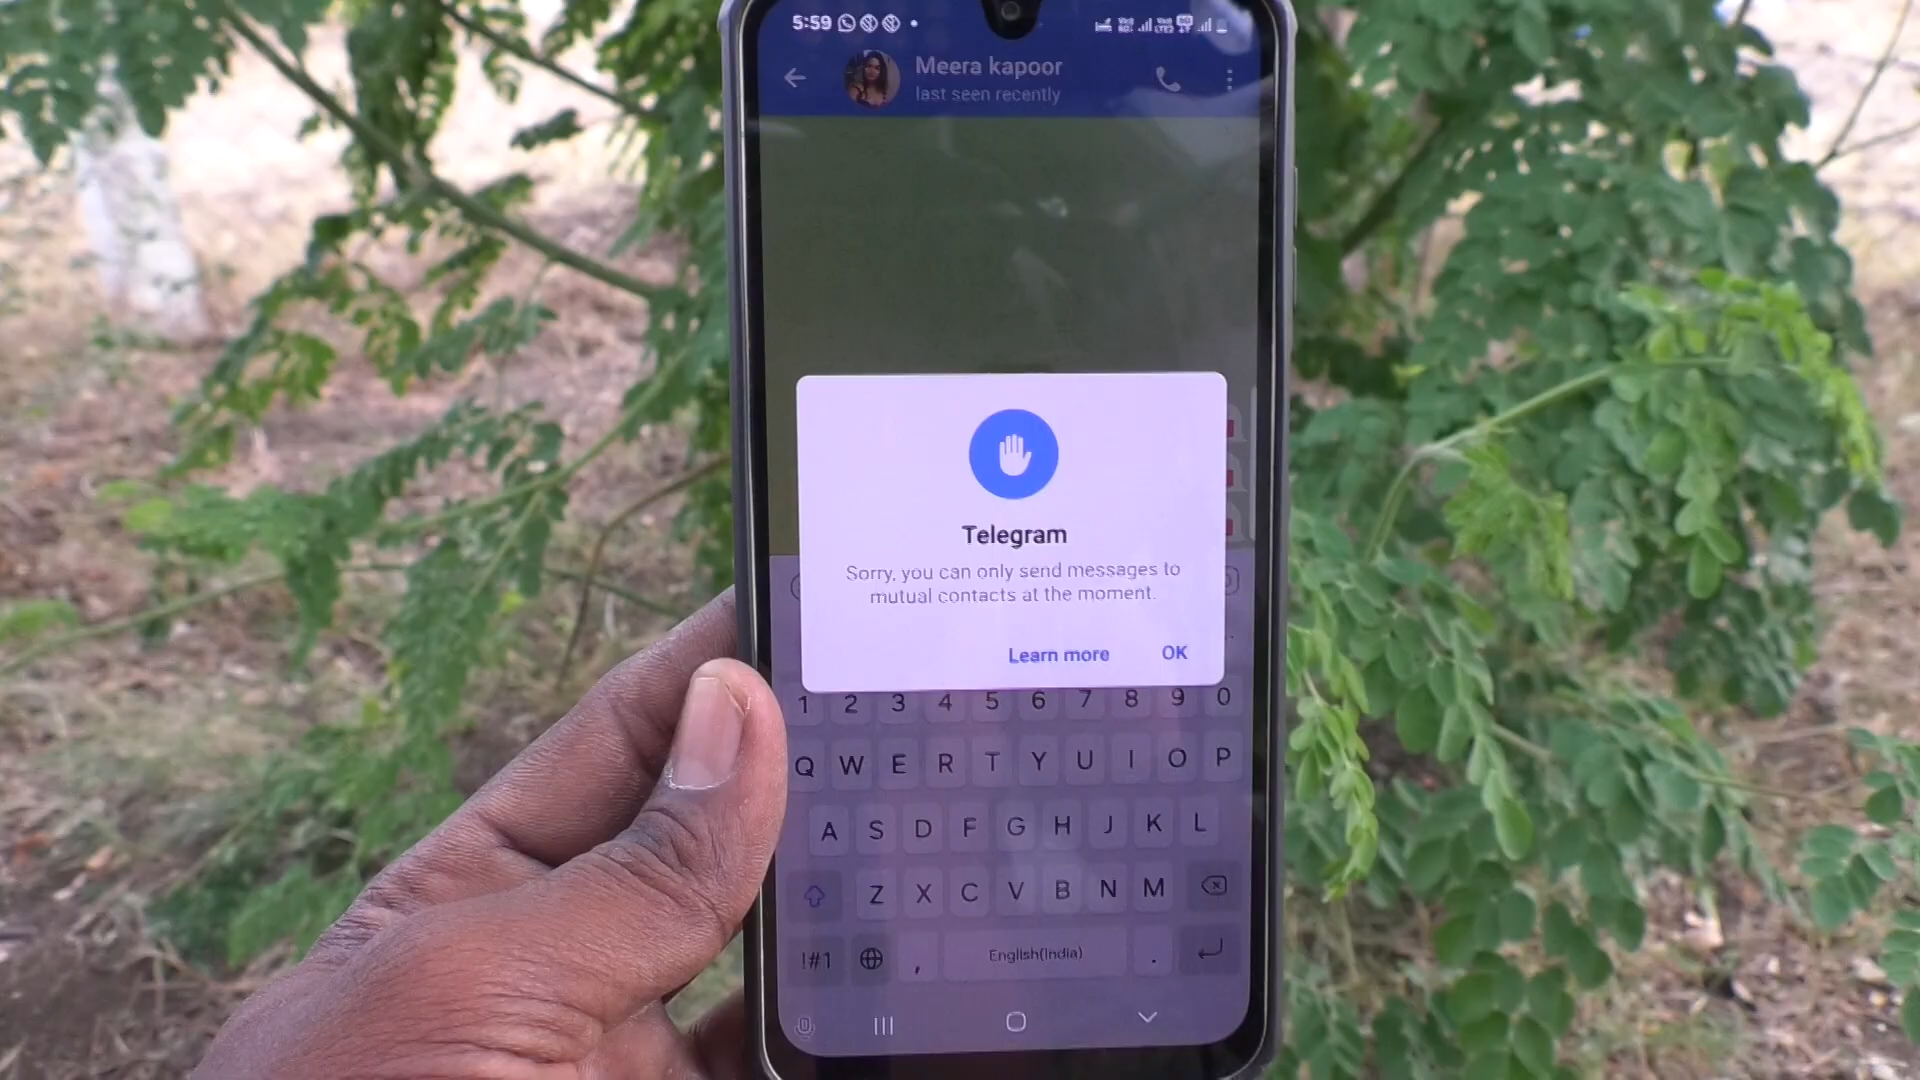 5:59
Meera kapoor
last seen recently
Telegram
Sorry, you can only send messages to
mutual contacts at the moment.
Learn more OK
1 2 3 4 5 6 7 8 9 0
Q W E R T Y U I O P
A S D F G H J K L
Z X C V B N M
!#1 , English(India) .